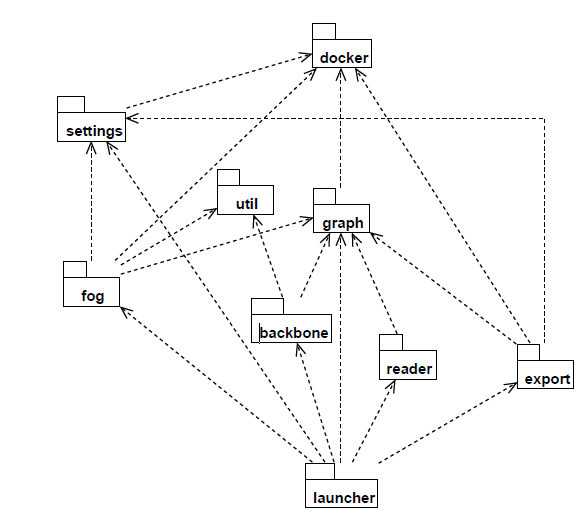 docker
settings
util
graph
fog
backbone
reader
export
launcher